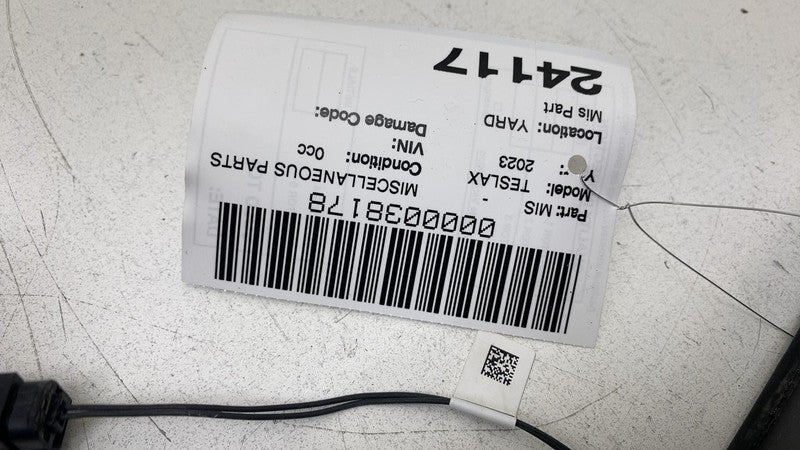 0000038178
Part: MIS - MISCELLANEOUS PARTS
Model: TESLAX Condition: 0cc
Y 2023 VIN:
Location: YARD Damage Code:
Mis Part
24117